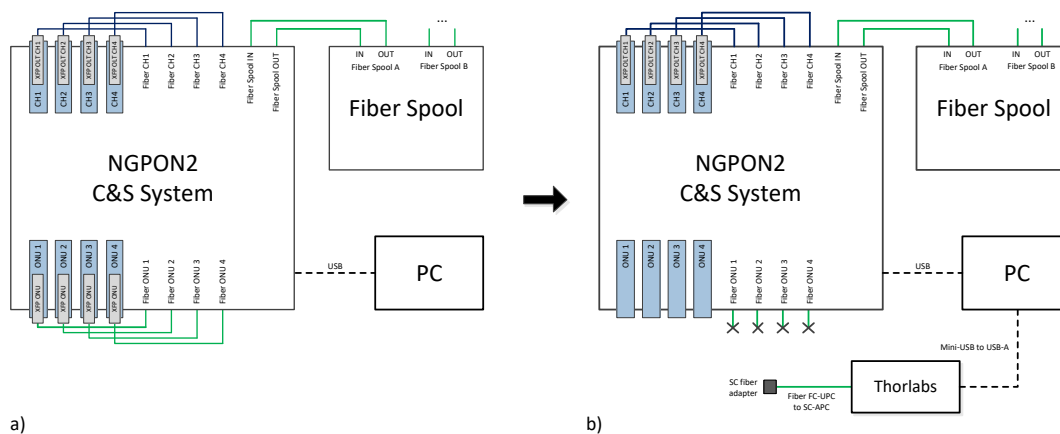 XFP OLT CH1
XFP OLT CH2
XFP OLT CH3
XFP OLT CH4
CH1
CH2
CH3
CH4
Fiber CH1
Fiber CH2
Fiber CH3
Fiber CH4
Fiber Spool IN
Fiber Spool OUT
NGPON2
C&S System
ONU 1
ONU 2
ONU 3
ONU 4
XFP ONU
XFP ONU
XFP ONU
XFP ONU
Fiber ONU 1
Fiber ONU 2
Fiber ONU 3
Fiber ONU 4
...
IN
OUT
IN
OUT
Fiber Spool A
Fiber Spool B
Fiber Spool
USB
PC
a)
XFP OLT CH1
XFP OLT CH2
XFP OLT CH3
XFP OLT CH4
CH1
CH2
CH3
CH4
Fiber CH1
Fiber CH2
Fiber CH3
Fiber CH4
Fiber Spool IN
Fiber Spool OUT
NGPON2
C&S System
ONU 1
ONU 2
ONU 3
ONU 4
Fiber ONU 1
Fiber ONU 2
Fiber ONU 3
Fiber ONU 4
...
IN
OUT
IN
OUT
Fiber Spool A
Fiber Spool B
Fiber Spool
USB
PC
Mini-USB to USB-A
SC fiber
adapter
Fiber FC-UPC
to SC-APC
Thorlabs
b)